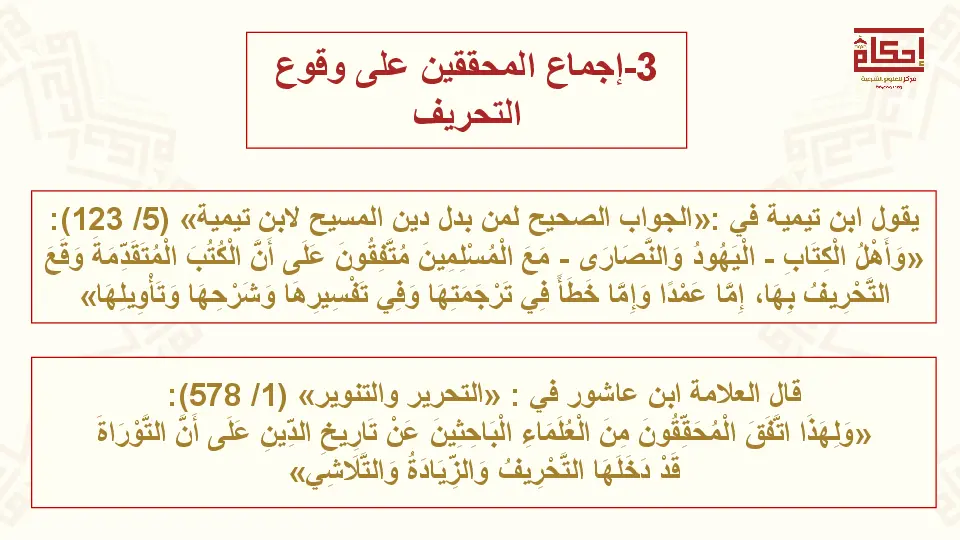 إحكام
مركز للعلوم الشرعية
3-إجماع المحققين على وقوع
التحريف
يقول ابن تيمية في :«الجواب الصحيح لمن بدل دين المسيح لابن تيمية» (5/ 123):
«وَأَهْلُ الْكِتَابِ - الْيَهُودُ وَالنَّصَارَى - مَعَ الْمُسْلِمِينَ مُتَّفِقُونَ عَلَى أَنَّ الْكُتُبَ الْمُتَقَدِّمَةَ وَقَعَ
التَّحْرِيفُ بِهَا، إِمَّا عَمْدًا وَإِمَّا خَطَأً فِي تَرْجَمَتِهَا وَفِي تَفْسِيرِهَا وَشَرْحِهَا وَتَأْوِيلِهَا»
قال العلامة ابن عاشور في : «التحرير والتنوير» (1/ 578):
«وَلِهَذَا اتَّفَقَ الْمُحَقِّقُونَ مِنَ الْعُلَمَاءِ الْبَاحِثِينَ عَنْ تَارِيخِ الدِّينِ عَلَى أَنَّ التَّوْرَاةَ
قَدْ دَخَلَهَا التَّحْرِيفُ وَالزِّيَادَةُ وَالتَّلَاشِي»